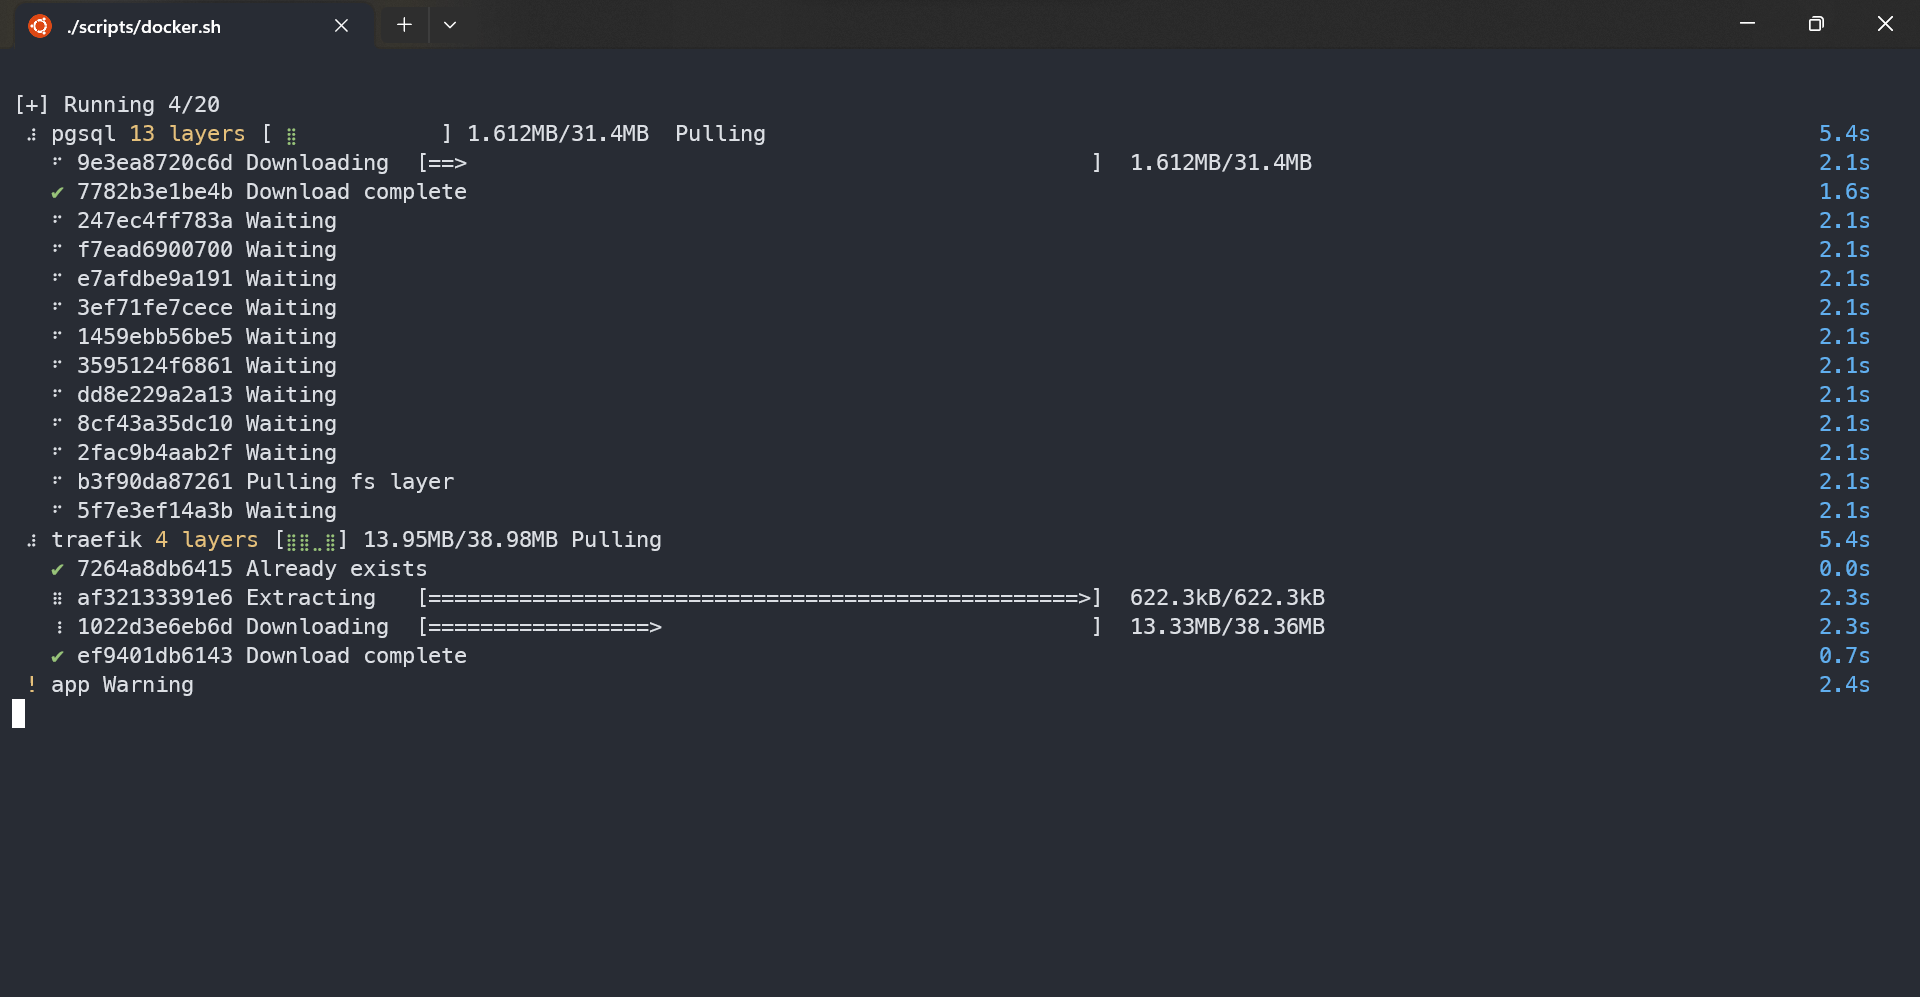 ./scripts/docker.sh
[+] Running 4/20
⠼ pgsql 13 layers [ ⣿           ] 1.612MB/31.4MB  Pulling 5.4s
⠋ 9e3ea8720c6d Downloading  [==>                                                ]  1.612MB/31.4MB 2.1s
✔ 7782b3e1be4b Download complete 1.6s
⠋ 247ec4ff783a Waiting 2.1s
⠋ f7ead6900700 Waiting 2.1s
⠋ e7afdbe9a191 Waiting 2.1s
⠋ 3ef71fe7cece Waiting 2.1s
⠋ 1459ebb56be5 Waiting 2.1s
⠋ 3595124f6861 Waiting 2.1s
⠋ dd8e229a2a13 Waiting 2.1s
⠋ 8cf43a35dc10 Waiting 2.1s
⠋ 2fac9b4aab2f Waiting 2.1s
⠋ b3f90da87261 Pulling fs layer 2.1s
⠋ 5f7e3ef14a3b Waiting 2.1s
⠼ traefik 4 layers [⣿⣿⣀⣿] 13.95MB/38.98MB Pulling 5.4s
✔ 7264a8db6415 Already exists 0.0s
⠿ af32133391e6 Extracting   [==================================================>]  622.3kB/622.3kB 2.3s
⠸ 1022d3e6eb6d Downloading  [=================>                                 ]  13.33MB/38.36MB 2.3s
✔ ef9401db6143 Download complete 0.7s
! app Warning 2.4s